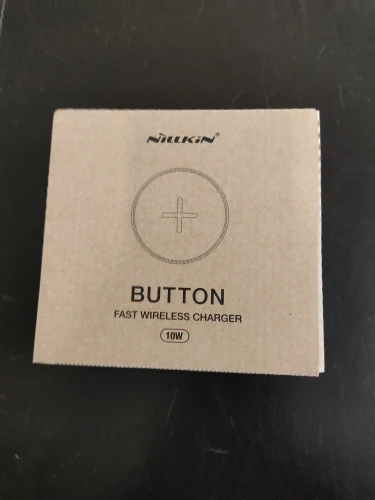 NILLKIN®
BUTTON
FAST WIRELESS CHARGER
10W